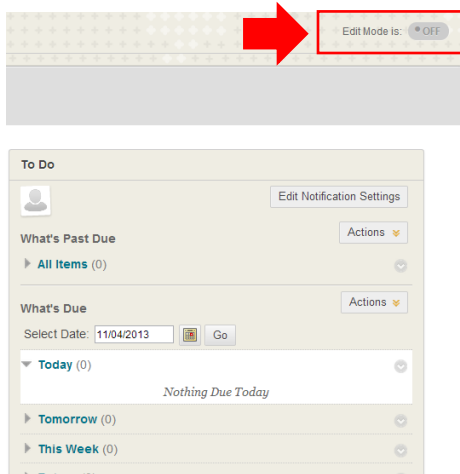 Edit Mode is: OFF
To Do
Edit Notification Settings
What's Past Due
Actions
All Items (0)
What's Due
Actions
Select Date: 11/04/2013 Go
Today (0)
Nothing Due Today
Tomorrow (0)
This Week (0)